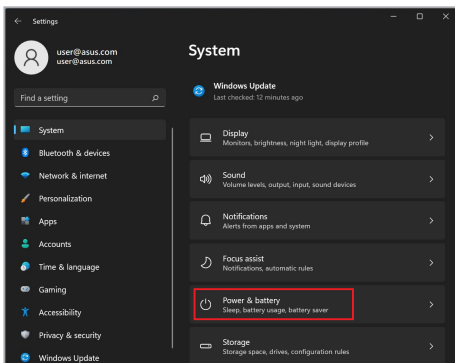 Settings
user@asus.com
user@asus.com
Find a setting
System
Bluetooth & devices
Network & internet
Personalization
Apps
Accounts
Time & language
Gaming
Accessibility
Privacy & security
Windows Update
System
Windows Update
Last checked: 12 minutes ago
Display
Monitors, brightness, night light, display profile
Sound
Volume levels, output, input, sound devices
Notifications
Alerts from apps and system
Focus assist
Notifications, automatic rules
Power & battery
Sleep, battery usage, battery saver
Storage
Storage space, drives, configuration rules